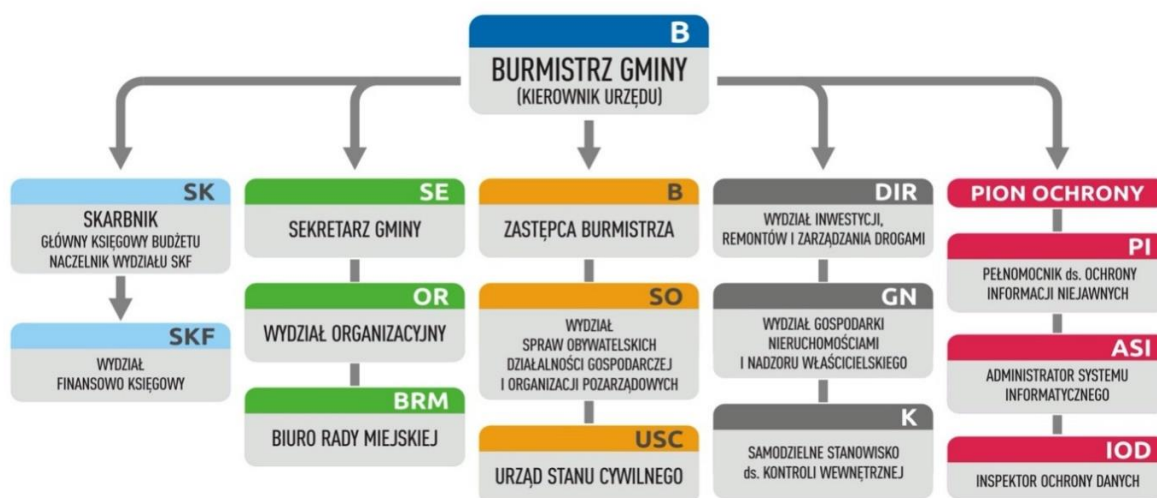 B
BURMISTRZ GMINY
(KIEROWNIK URZĘDU)
SK
SKARBNIK
GŁÓWNY KSIĘGOWY BUDŻETU
NACZELNIK WYDZIAŁU SKF
SKF
WYDZIAŁ
FINANSOWO KSIĘGOWY
SE
SEKRETARZ GMINY
OR
WYDZIAŁ ORGANIZACYJNY
BRM
BIURO RADY MIEJSKIEJ
B
ZASTĘPCA BURMISTRZA
SO
WYDZIAŁ
SPRAW OBYWATELSKICH
DZIAŁALNOŚCI GOSPODARCZEJ
I ORGANIZACJI POZARZĄDOWYCH
USC
URZĄD STANU CYWILNEGO
DIR
WYDZIAŁ INWESTYCJI,
REMONTÓW I ZARZĄDZANIA DROGAMI
GN
WYDZIAŁ GOSPODARKI
NIERUCHOMOŚCIAMI
I NADZORU WŁAŚCICIELSKIEGO
K
SAMODZIELNE STANOWISKO
ds. KONTROLI WEWNĘTRZNEJ
PION OCHRONY
PI
PEŁNOMOCNIK ds. OCHRONY
INFORMACJI NIEJAWNYCH
ASI
ADMINISTRATOR SYSTEMU
INFORMATYCZNEGO
IOD
INSPEKTOR OCHRONY DANYCH